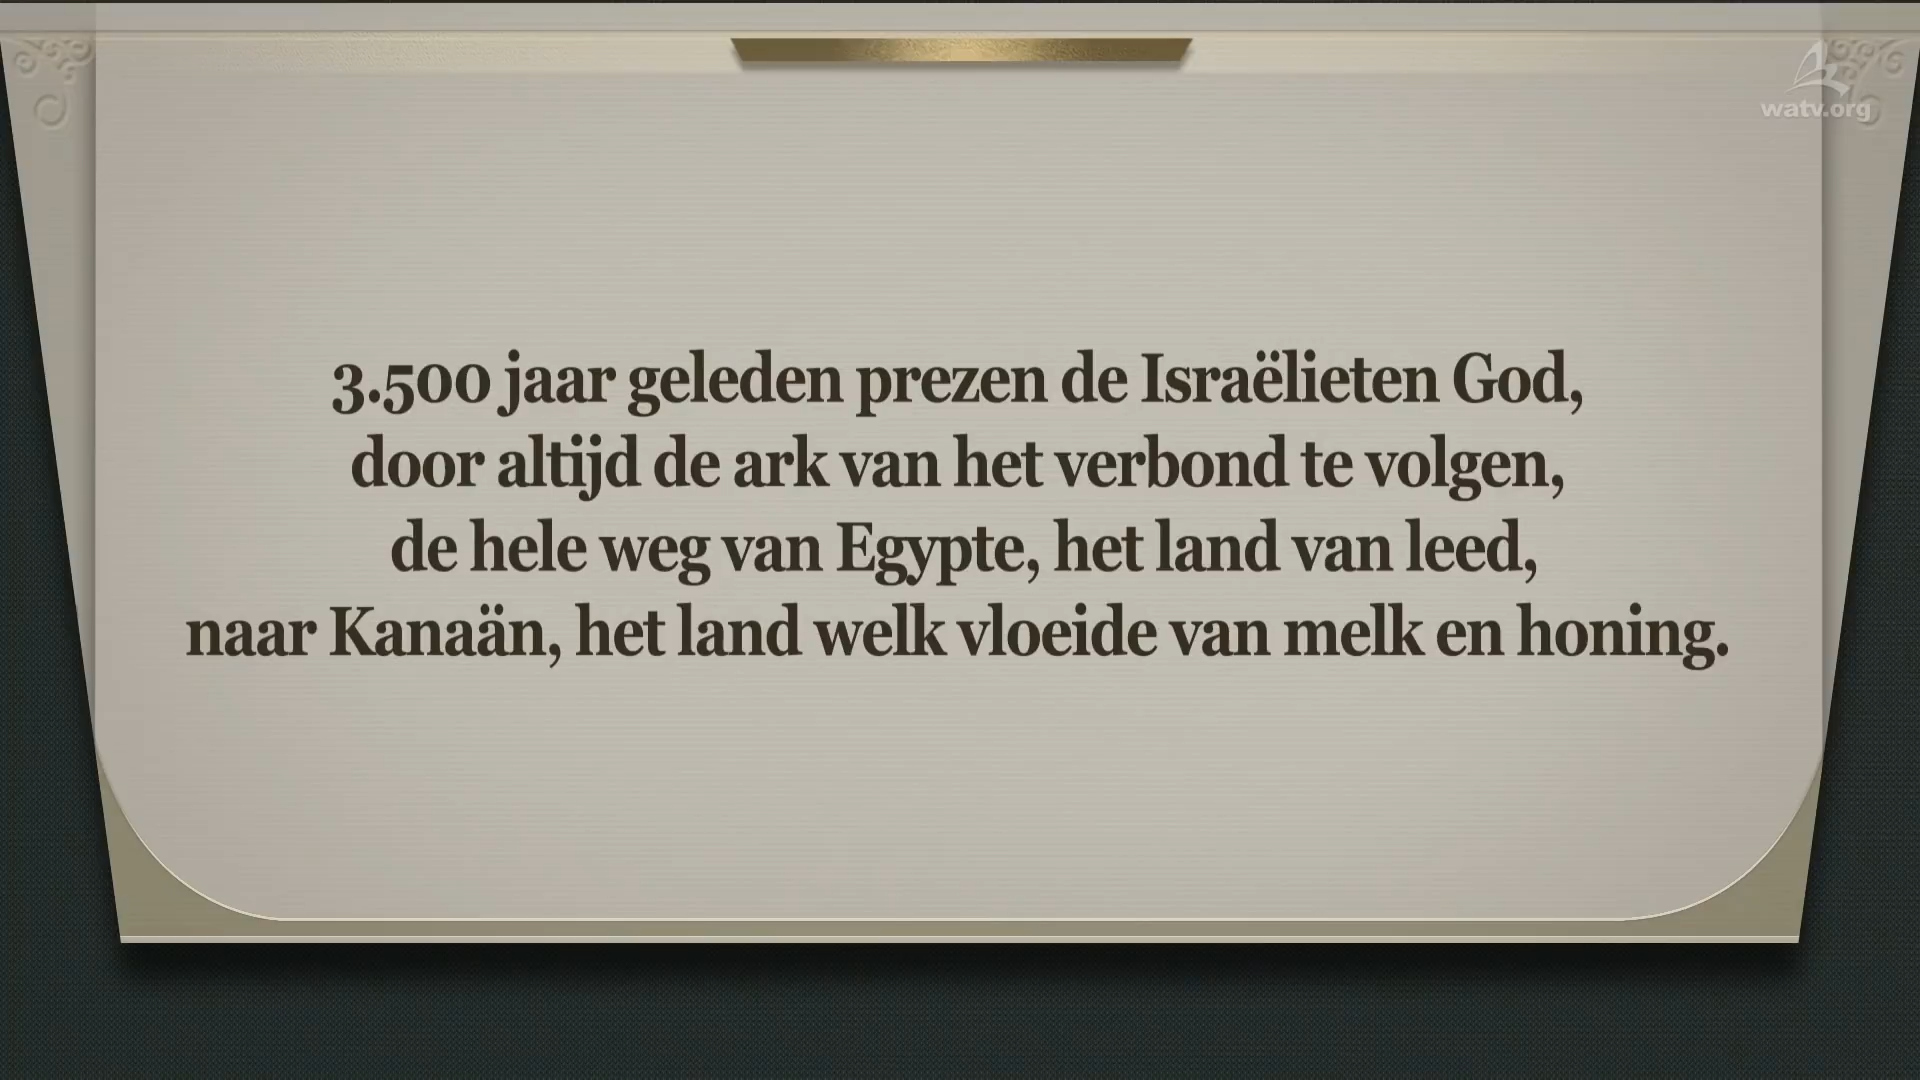 watv.org
3.500 jaar geleden prezen de Israëlieten God,
door altijd de ark van het verbond te volgen,
de hele weg van Egypte, het land van leed,
naar Kanaän, het land welk vloeide van melk en honing.